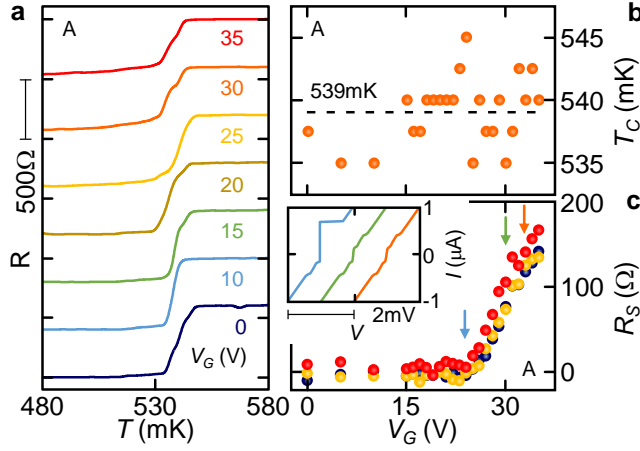 a
A
35
30
25
20
15
10
0
V_G (V)
R
500Ω
480
530
580
T (mK)
b
A
539mK
545
540
535
T_C (mK)
c
200
100
0
R_S (Ω)
A
1
0
-1
I (µA)
V
2mV
0
15
30
V_G (V)